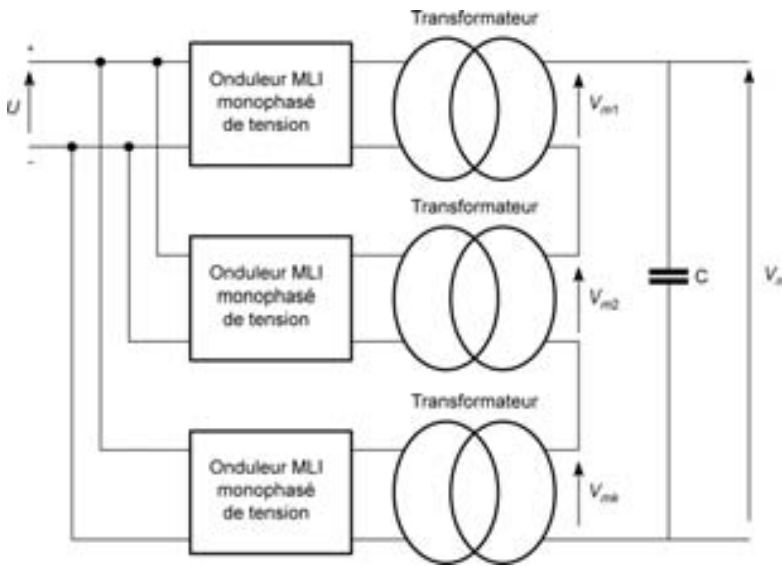 Transformateur
+
Onduleur MLI
monophasé
de tension
U
Vm1
-
Transformateur
Onduleur MLI
monophasé
de tension
Vm2
C
Transformateur
Onduleur MLI
monophasé
de tension